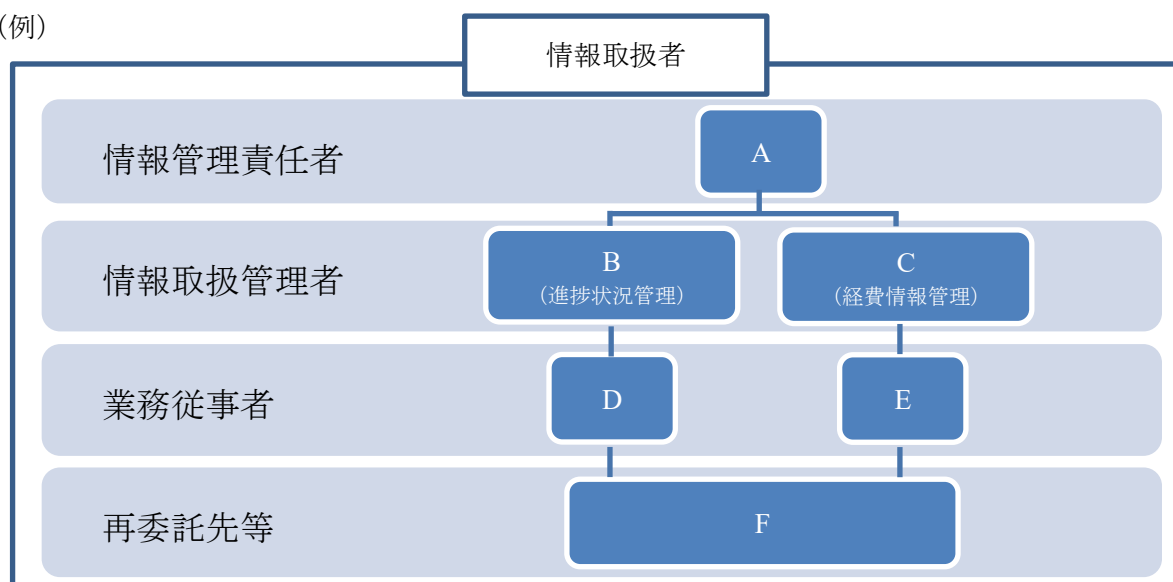 (例)
情報取扱者
情報管理責任者
A
情報取扱管理者
B
(進捗状況管理)
C
(経費情報管理)
業務従事者
D
E
再委託先等
F